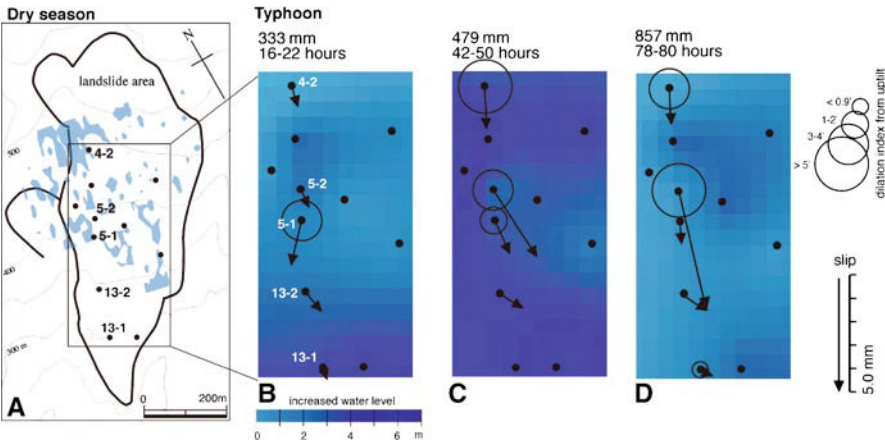 Dry season
Typhoon
N
landslide area
500
400
300 m
4-2
5-2
5-1
13-2
13-1
0 200m
A
333 mm
16-22 hours
4-2
5-2
5-1
13-2
13-1
B
increased water level
0 2 4 6 m
479 mm
42-50 hours
C
857 mm
78-80 hours
D
< 0.9'
1-2'
3-4'
> 5'
dilation index from uptilt
slip
5.0 mm